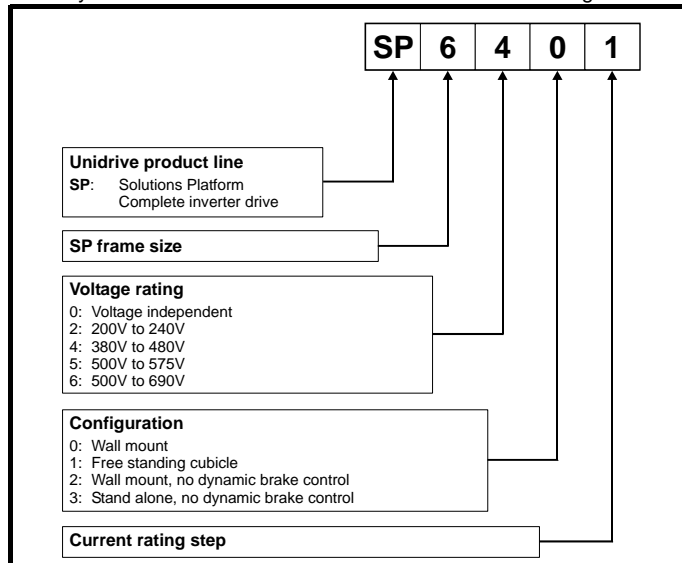 SP 6 4 0 1
Unidrive product line
SP: Solutions Platform
Complete inverter drive
SP frame size
Voltage rating
0: Voltage independent
2: 200V to 240V
4: 380V to 480V
5: 500V to 575V
6: 500V to 690V
Configuration
0: Wall mount
1: Free standing cubicle
2: Wall mount, no dynamic brake control
3: Stand alone, no dynamic brake control
Current rating step